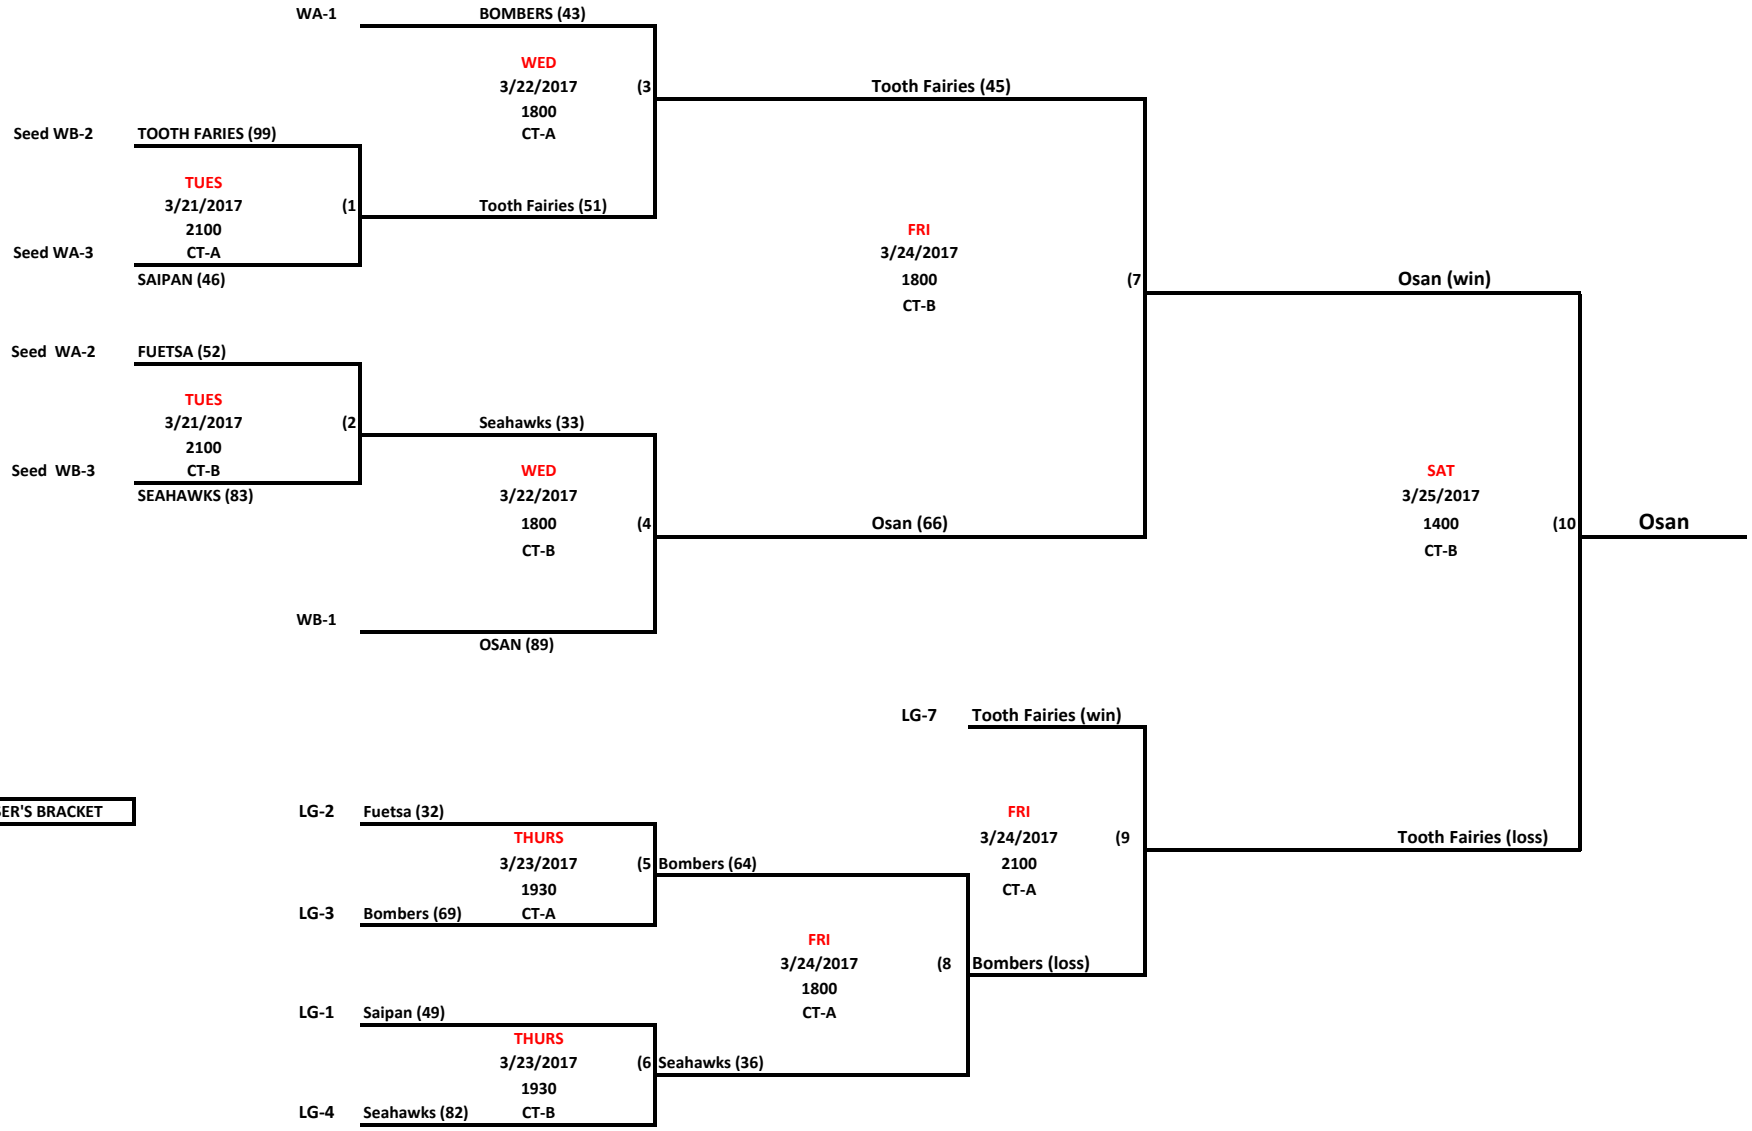 WA-1 BOMBERS (43)
WED
3/22/2017 (3
Tooth Fairies (45)
1800
Seed WB-2 TOOTH FARIES (99) CT-A
TUES
3/21/2017 (1 Tooth Fairies (51)
2100 FRI
Seed WA-3 CT-A 3/24/2017
SAIPAN (46) 1800 (7 Osan (win)
CT-B
Seed WA-2 FUETSA (52)
TUES
3/21/2017 (2 Seahawks (33)
2100
Seed WB-3 CT-B WED SAT
SEAHAWKS (83) 3/22/2017 3/25/2017
1800 (4 Osan (66) 1400 (10 Osan
CT-B CT-B
WB-1
OSAN (89)
LG-7 Tooth Fairies (win)
ER'S BRACKET LG-2 Fuetsa (32) FRI
THURS 3/24/2017 (9 Tooth Fairies (loss)
3/23/2017 (5 Bombers (64) 2100
1930 CT-A
LG-3 Bombers (69) CT-A
FRI
3/24/2017 (8 Bombers (loss)
1800
LG-1 Saipan (49) CT-A
THURS
3/23/2017 (6 Seahawks (36)
1930
LG-4 Seahawks (82) CT-B